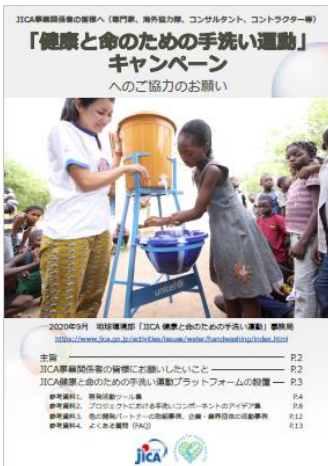 JICA事業関係者の皆様へ（専門家、海外協力隊、コンサルタント、コントラクター等）
「健康と命のための手洗い運動」
キャンペーン
へのご協力のお願い
unicef
2020年9月　地球環境部「JICA 健康と命のための手洗い運動」事務局
https://www.jica.go.jp/activities/issues/water/handwashing/index.html
主旨 P.2
JICA事業関係者の皆様にお願いしたいこと P.2
JICA健康と命のための手洗い運動プラットフォームの設置 P.3
参考資料1. 啓発活動ツール集 P.4
参考資料2. プロジェクトにおける手洗いコンポーネントのアイデア集 P.8
参考資料3. 他の開発パートナーの取組事例、企業・業界団体の活動事例 P.12
参考資料4. よくある質問（FAQ） P.13
JICA